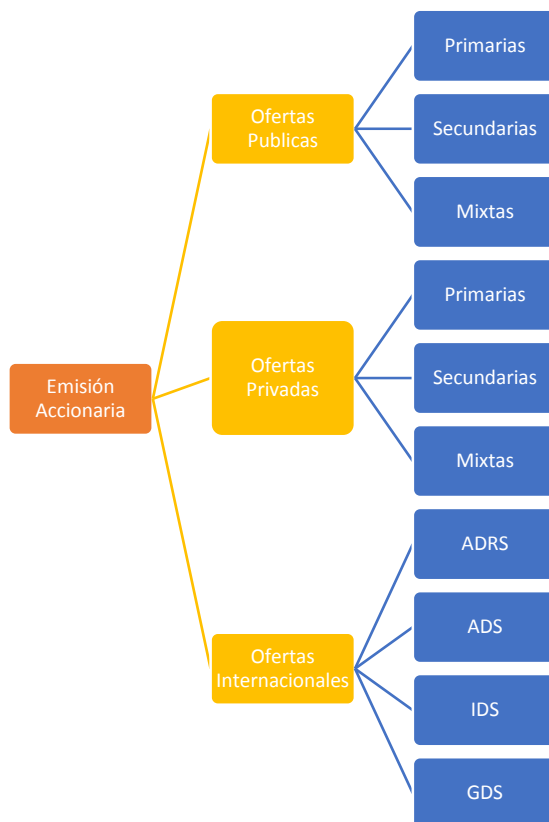 Emisión
Accionaria
Ofertas
Publicas
Primarias
Secundarias
Mixtas
Ofertas
Privadas
Primarias
Secundarias
Mixtas
Ofertas
Internacionales
ADRS
ADS
IDS
GDS